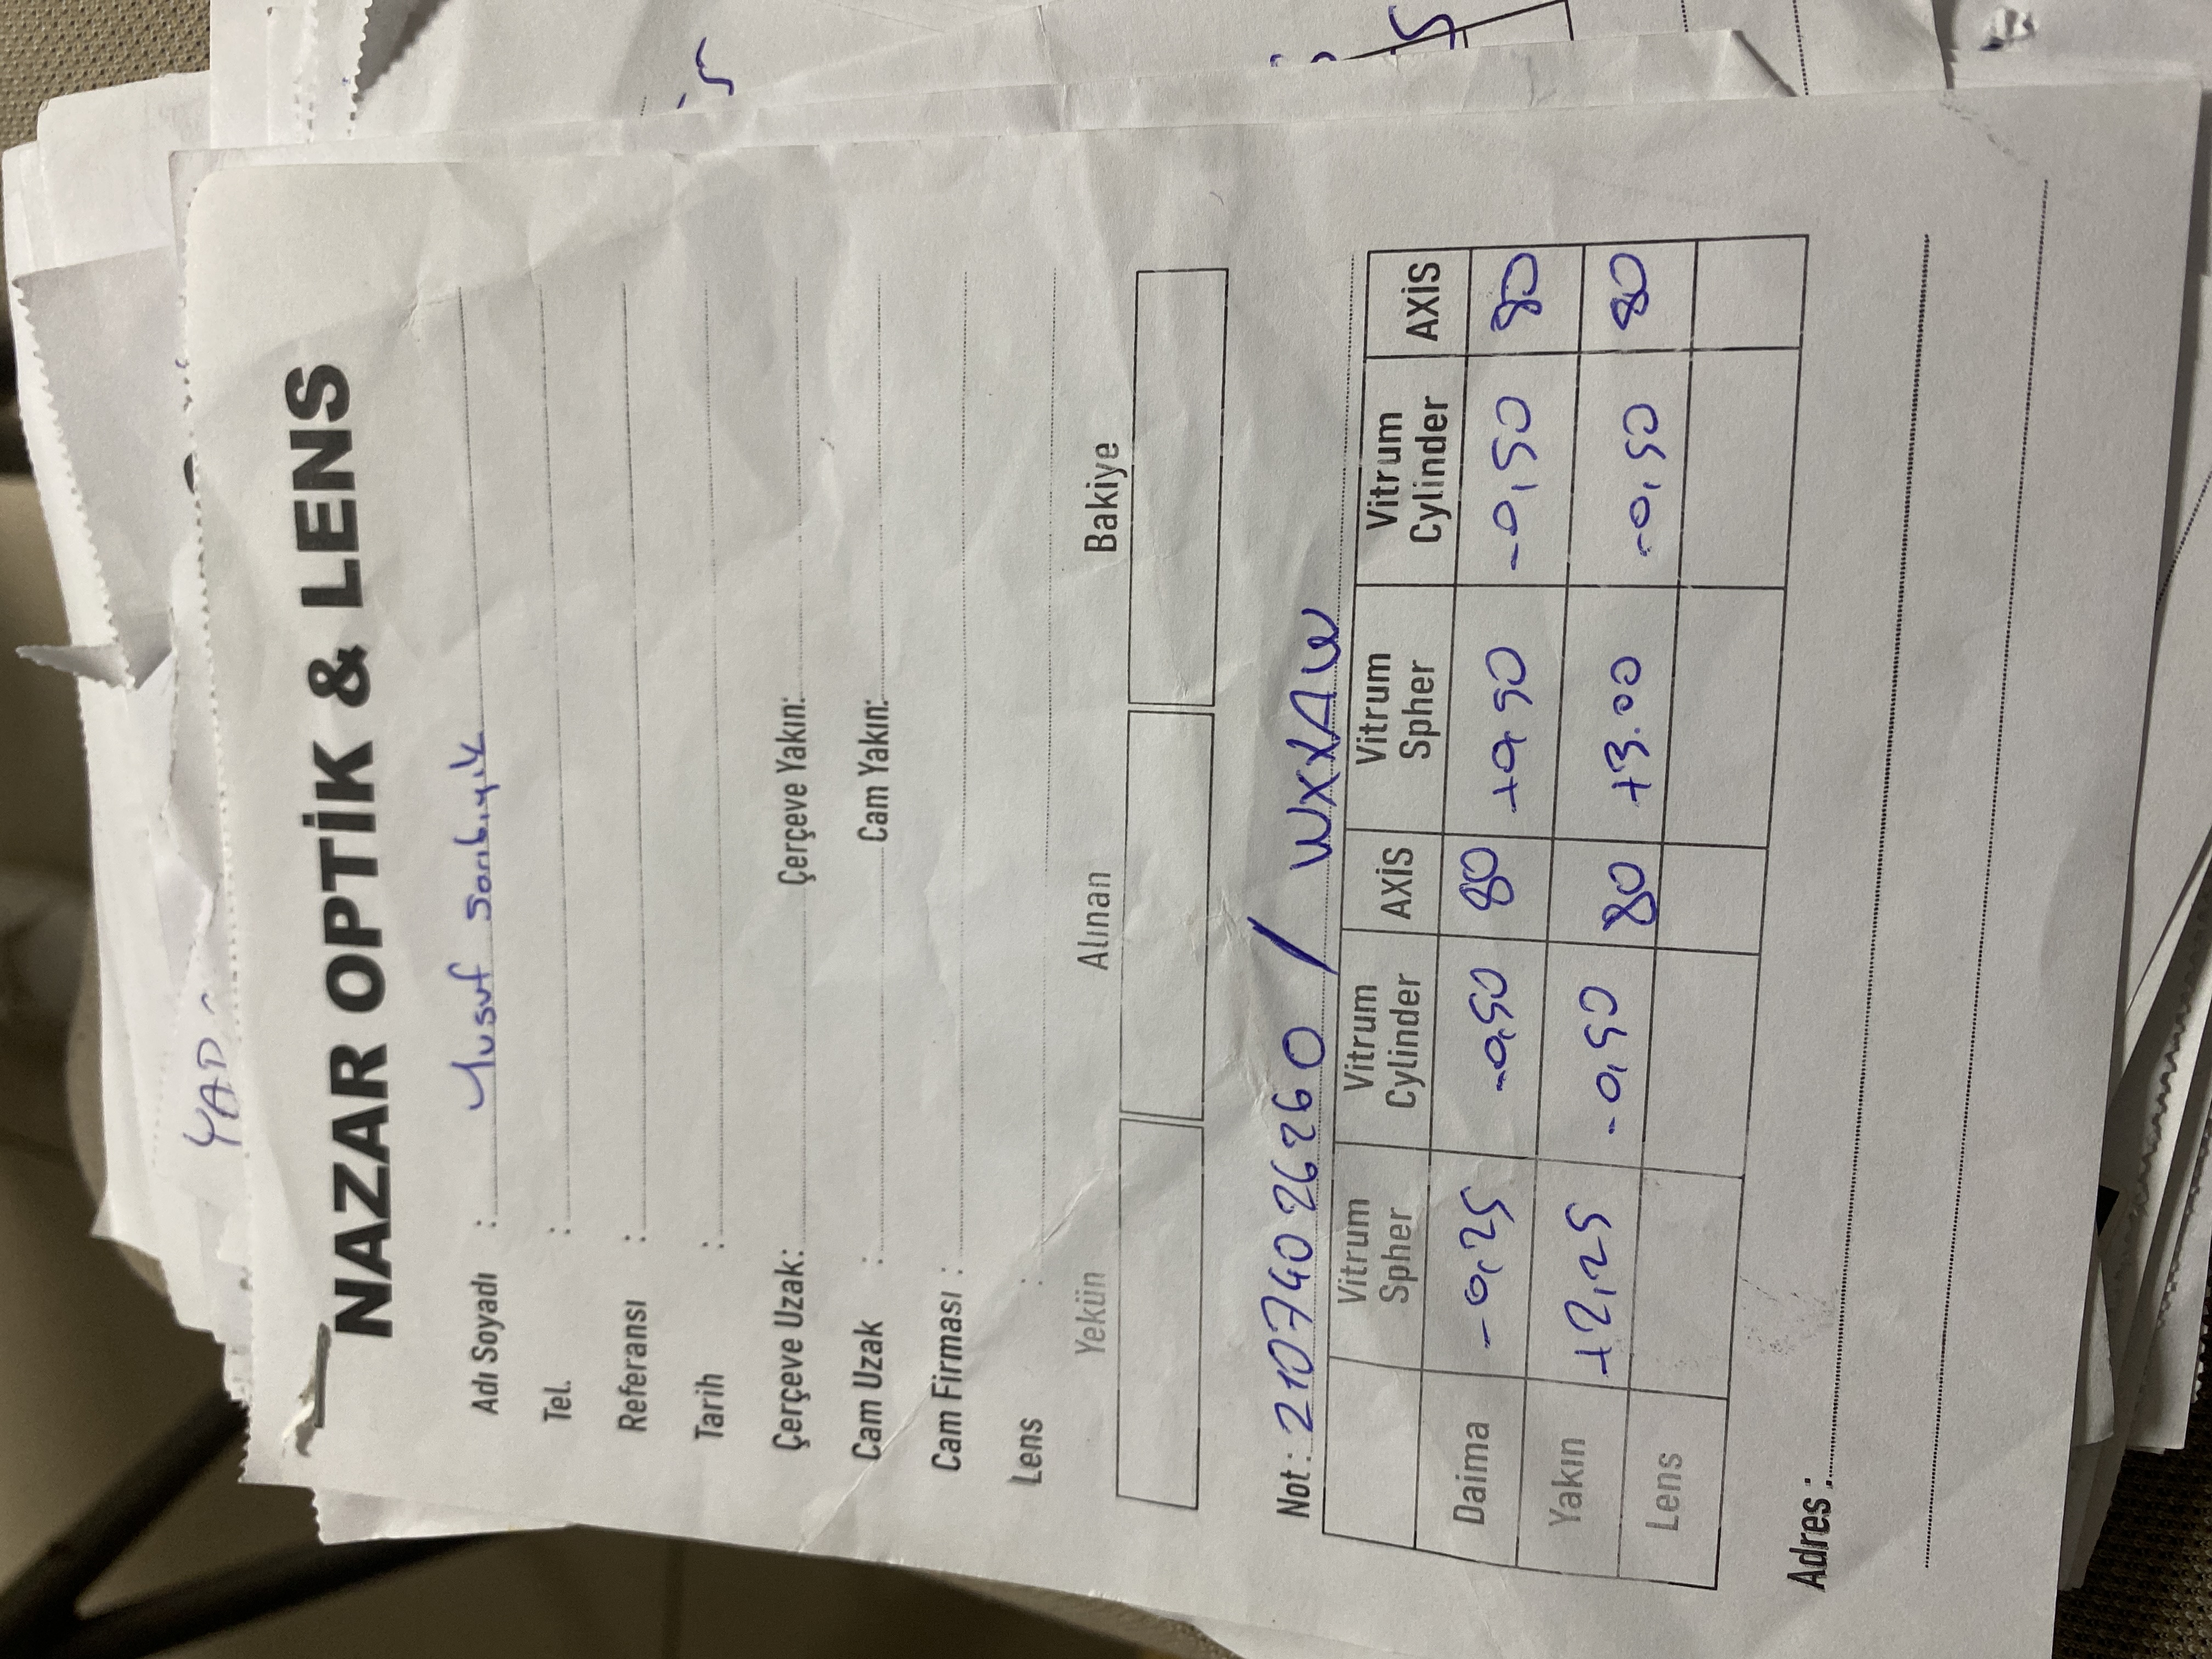 YAP
NAZAR OPTİK & LENS
Adı Soyadı : Yusuf Sarıbıyık
Tel. :
Referansı :
Tarih :
Çerçeve Uzak: Çerçeve Yakın:
Cam Uzak : Cam Yakın:
Cam Firması :
Lens :
Yekün Alınan Bakiye
Not: 21074026260 / WXXAW
Vitrum Spher Vitrum Cylinder AXİS Vitrum Spher Vitrum Cylinder AXİS
Daima -0,25 -0,50 80 +0,50 -0,50 80
Yakın +2,25 -0,50 80 +3.00 -0,50 80
Lens
Adres :